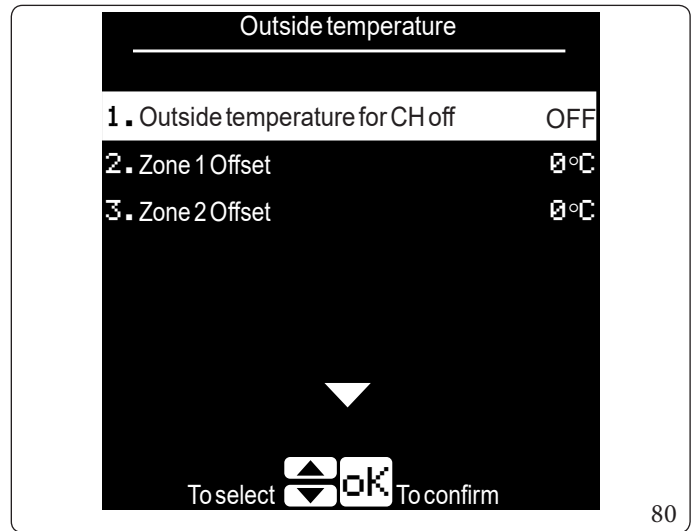 Outside temperature
1. Outside temperature for CH off OFF
2. Zone 1 Offset 0°C
3. Zone 2 Offset 0°C
To select oK To confirm
80